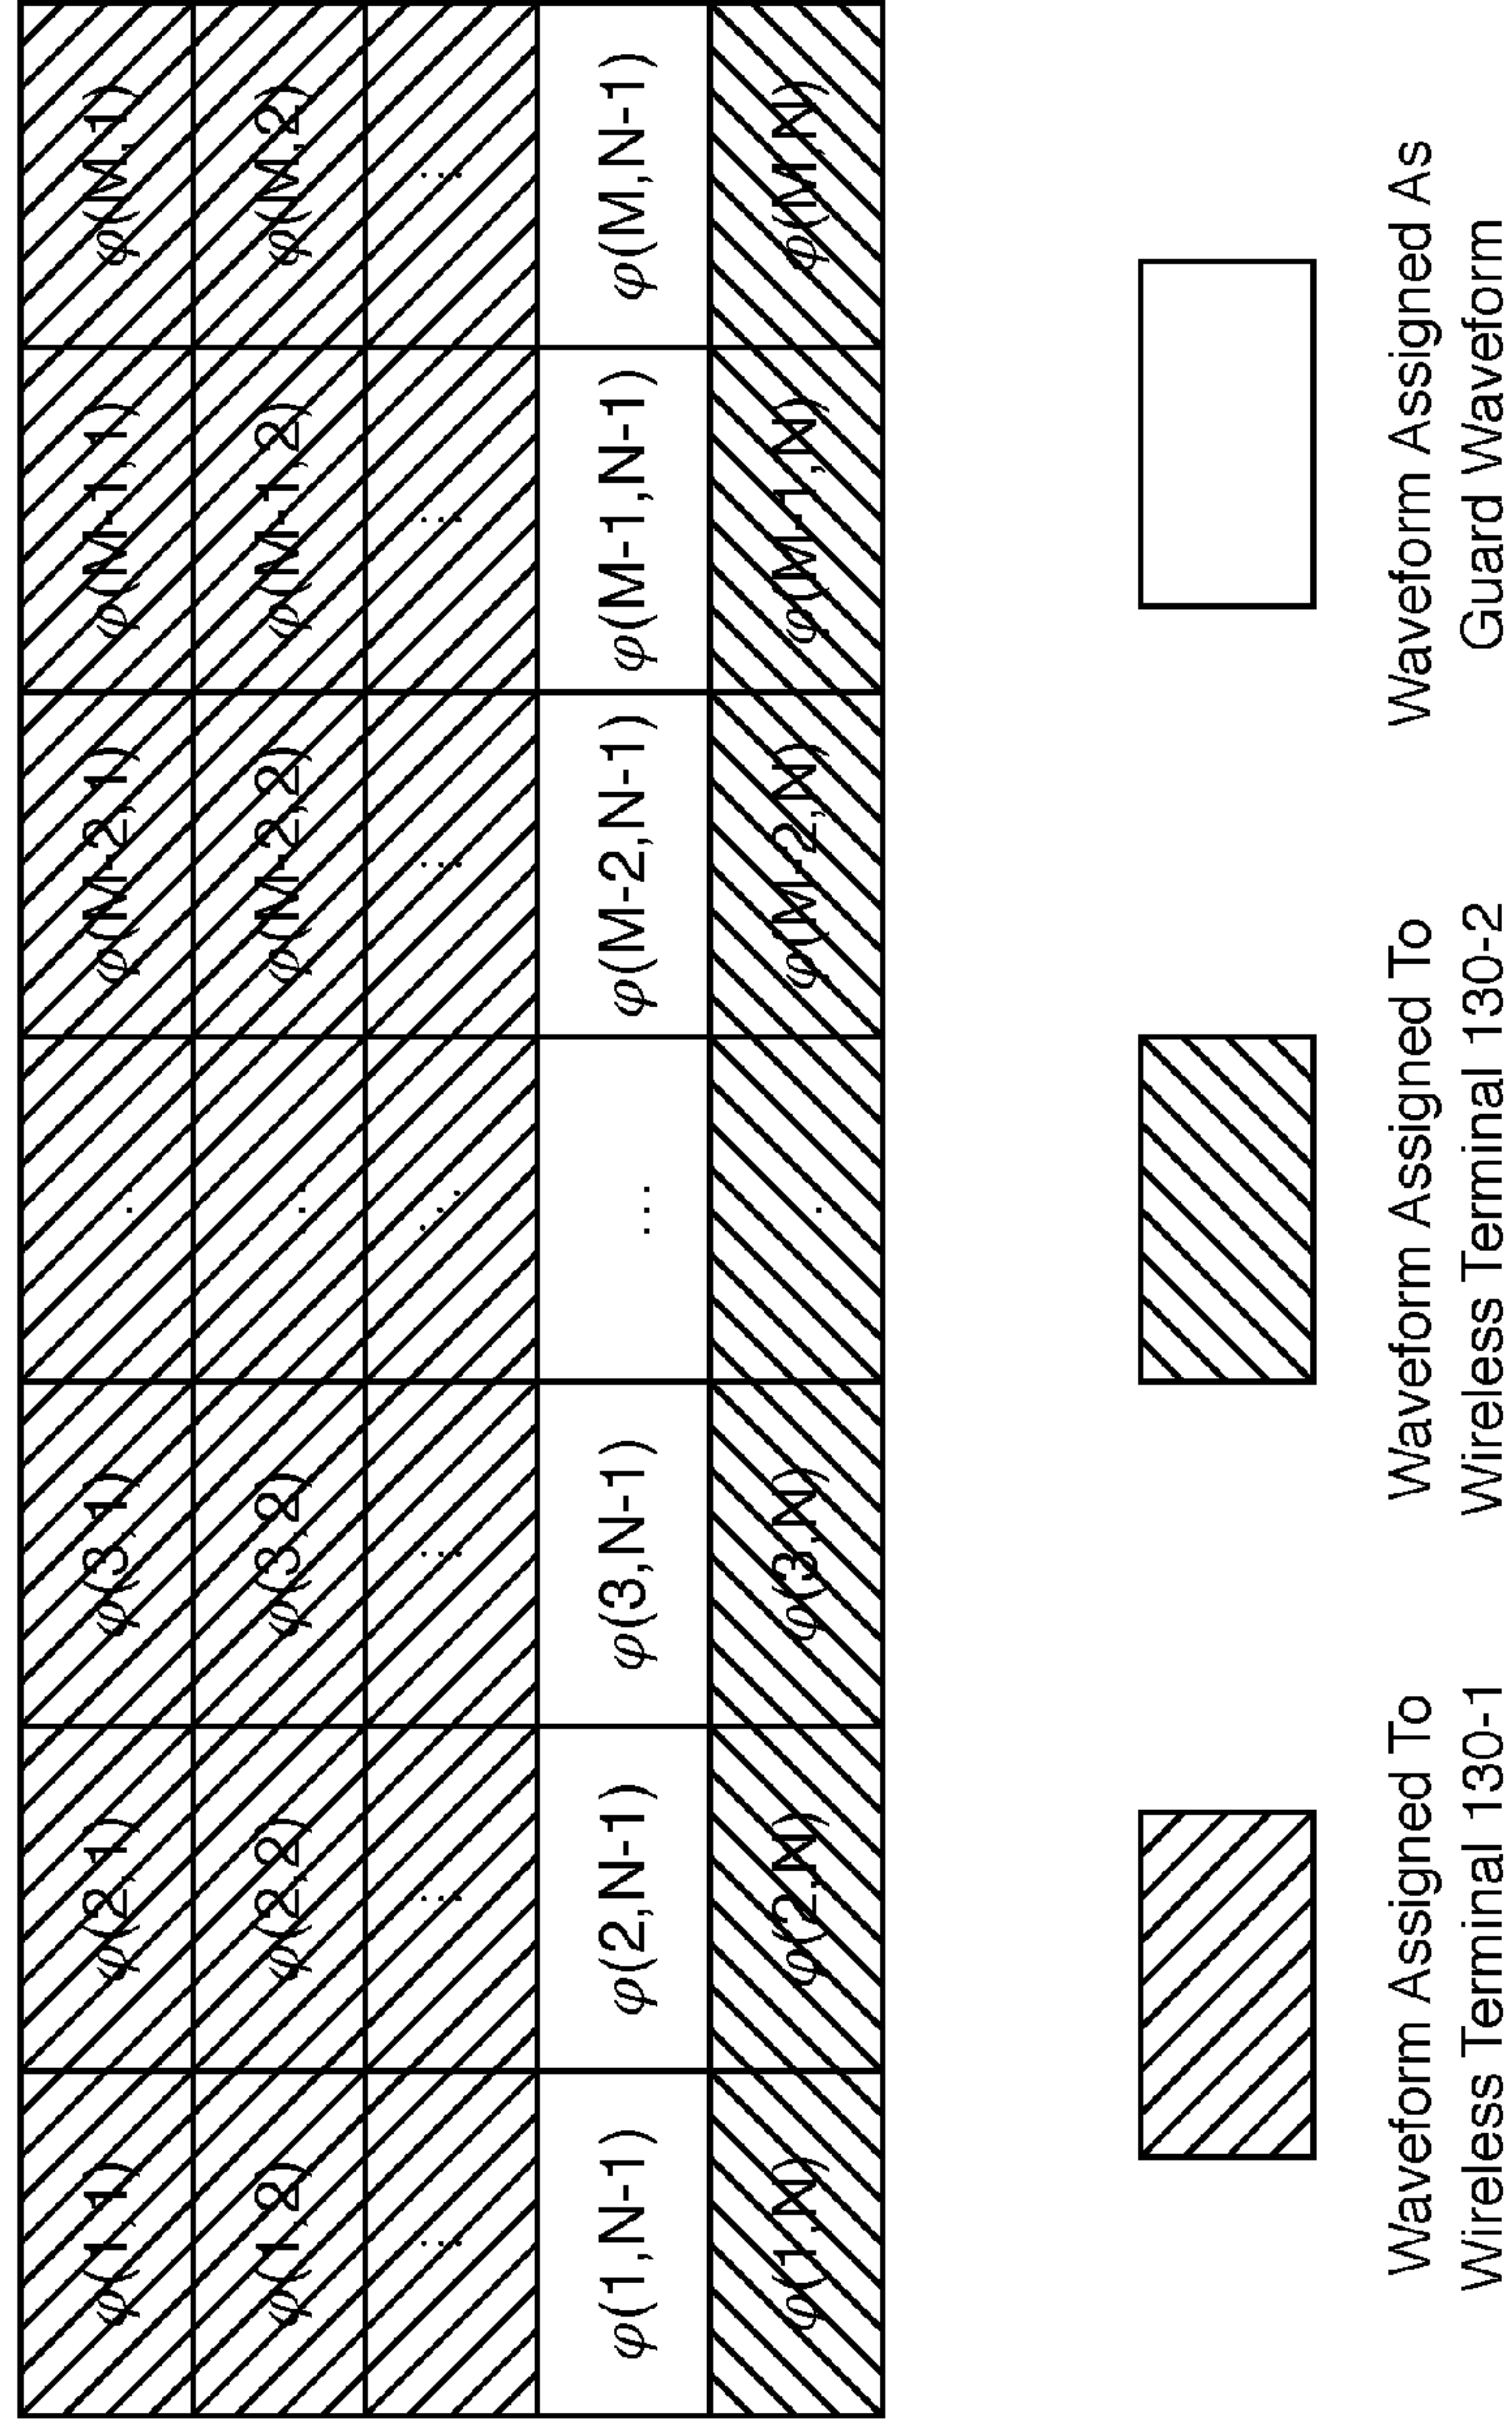 φ(1,1) φ(2,1) φ(3,1) … φ(M-2,1) φ(M-1,1) φ(M,1)
φ(1,2) φ(2,2) φ(3,2) … φ(M-2,2) φ(M-1,2) φ(M,2)
⋮ ⋮ ⋮ ⋱ ⋮ ⋮ ⋮
φ(1,N-1) φ(2,N-1) φ(3,N-1) … φ(M-2,N-1) φ(M-1,N-1) φ(M,N-1)
φ(1,N) φ(2,N) φ(3,N) … φ(M-2,N) φ(M-1,N) φ(M,N)
Waveform Assigned To
Wireless Terminal 130-1
Waveform Assigned To
Wireless Terminal 130-2
Waveform Assigned As
Guard Waveform